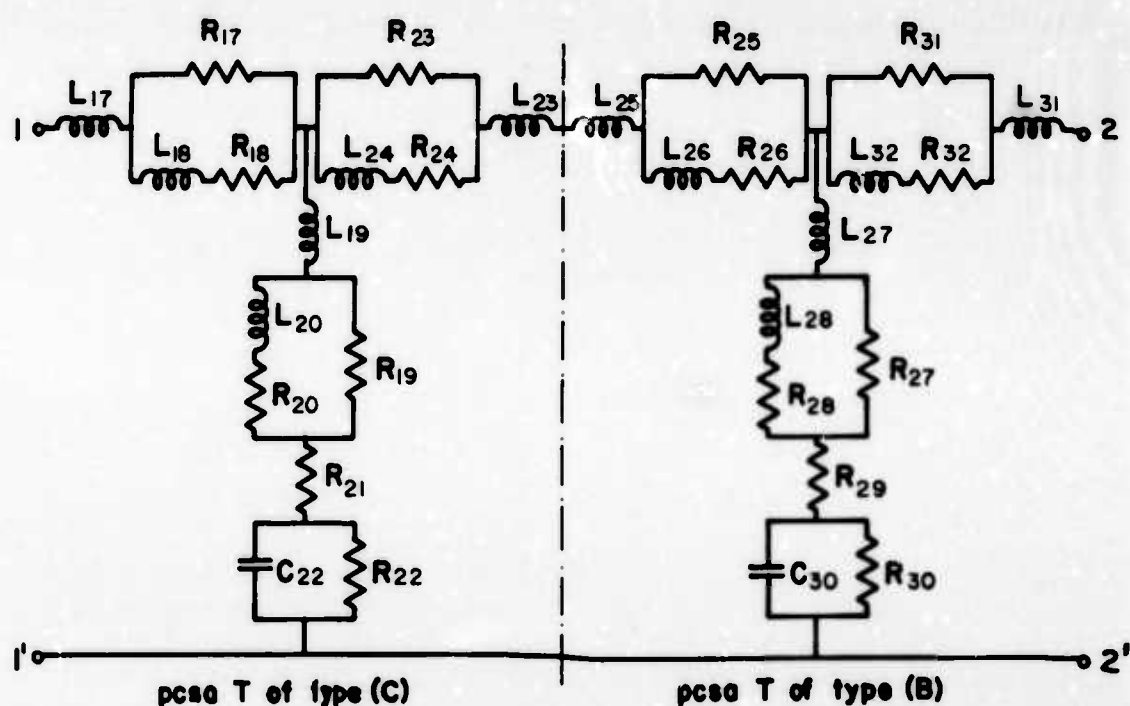 R17 R23 R25 R31
L17 L23 L25 L31
1 2
L18 R18 L24 R24 L26 R26 L32 R32
L19 L27
L20 L28
R19 R27
R20 R28
R21 R29
C22 R22 C30 R30
1' 2'
pcsa T of type (C) pcsa T of type (B)